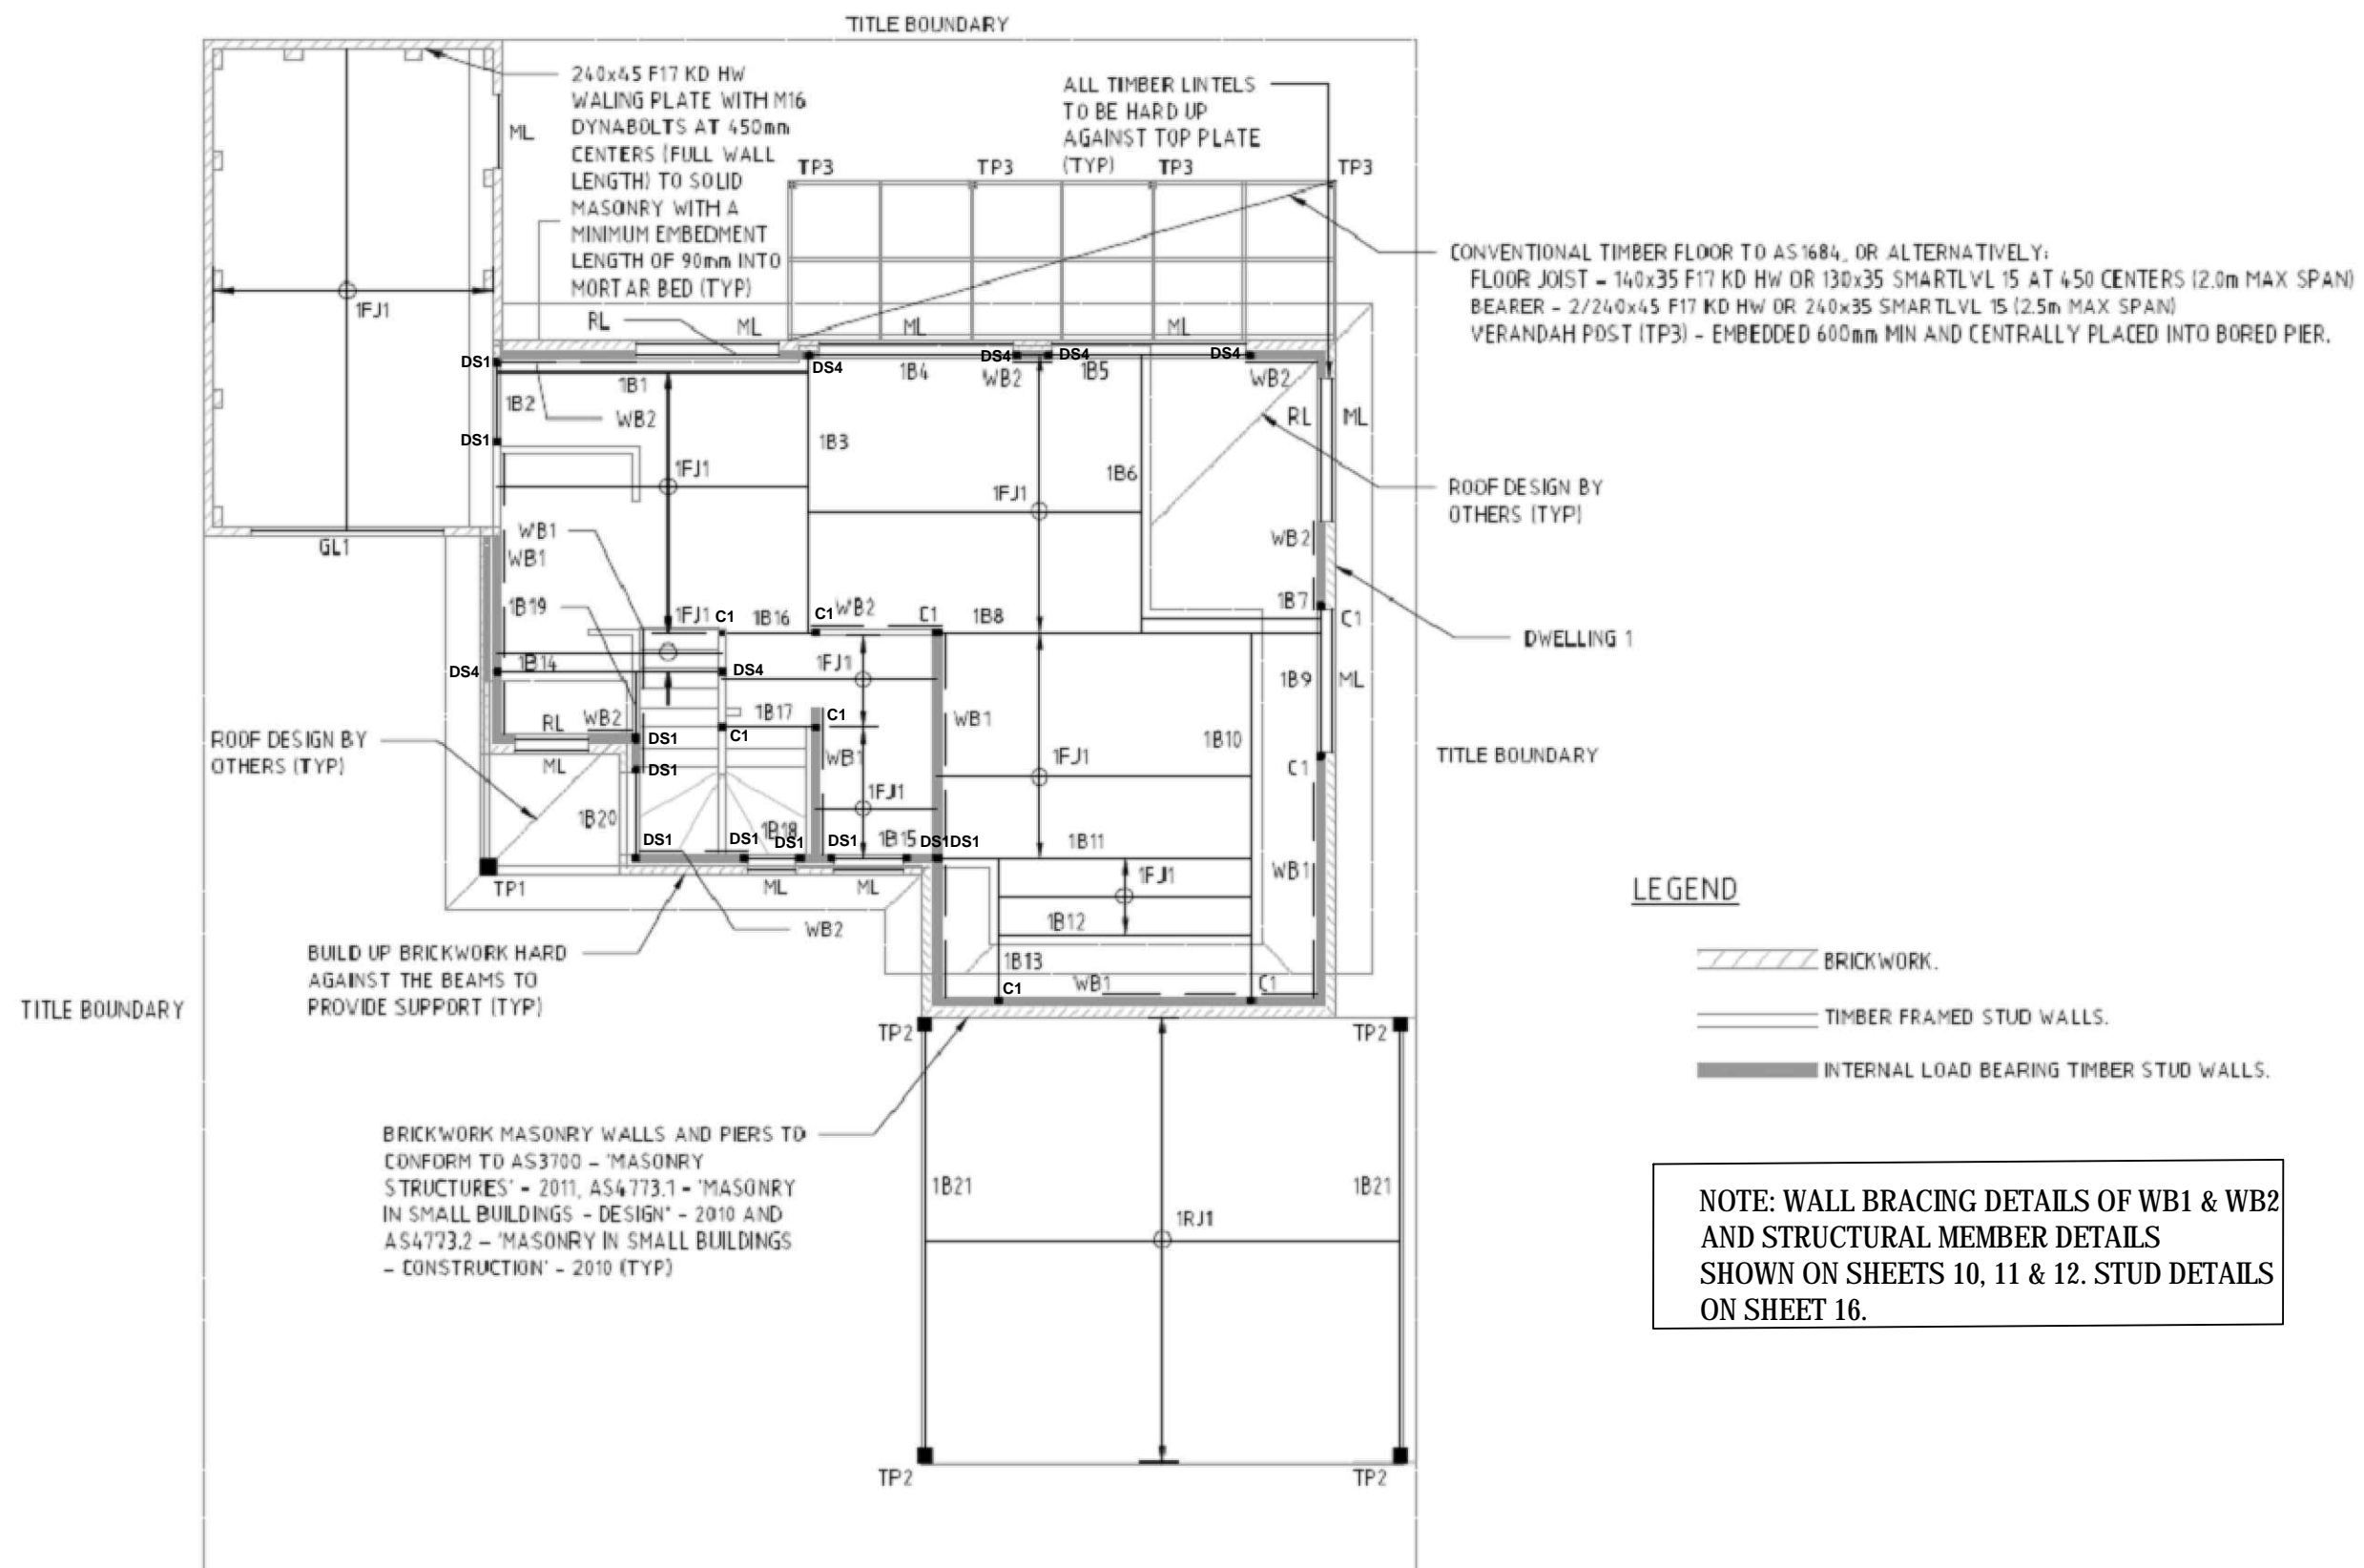 TITLE BOUNDARY
240x45 F17 KD HW
WALING PLATE WITH M16
DYNABOLTS AT 450mm
CENTERS (FULL WALL
LENGTH) TO SOLID
MASONRY WITH A
MINIMUM EMBEDMENT
LENGTH OF 90mm INTO
MORTAR BED (TYP)
ML
ALL TIMBER LINTELS
TO BE HARD UP
AGAINST TOP PLATE
(TYP)
TP3
TP3
TP3
TP3
CONVENTIONAL TIMBER FLOOR TO AS1684, OR ALTERNATIVELY:
FLOOR JOIST - 140x35 F17 KD HW OR 130x35 SMARTLVL 15 AT 450 CENTERS (2.0m MAX SPAN)
BEARER - 2/240x45 F17 KD HW OR 240x35 SMARTLVL 15 (2.5m MAX SPAN)
VERANDAH POST (TP3) - EMBEDDED 600mm MIN AND CENTRALLY PLACED INTO BORED PIER.
1FJ1
RL
ML
ML
ML
DS1
DS4
DS4
DS4
DS4
1B1
1B4
WB2
1B5
WB2
1B2
WB2
RL
ML
DS1
1B3
1FJ1
1B6
1FJ1
ROOF DESIGN BY
OTHERS (TYP)
GL1
WB1
WB1
WB2
1B19
1FJ1
C1
1B16
C1
WB2
C1
1B8
1B7
C1
DWELLING 1
DS4
1B14
DS4
1FJ1
1B9
ML
RL
WB2
1B17
C1
WB1
ROOF DESIGN BY
OTHERS (TYP)
DS1
C1
1B10
ML
DS1
WB1
1FJ1
C1
TITLE BOUNDARY
1FJ1
1B20
DS1
DS1
1B18
DS1
DS1
1B15
DS1DS1
1B11
TP1
ML
ML
1FJ1
WB1
LEGEND
WB2
1B12
BUILD UP BRICKWORK HARD
AGAINST THE BEAMS TO
PROVIDE SUPPORT (TYP)
1B13
WB1
C1
C1
BRICKWORK.
TITLE BOUNDARY
TIMBER FRAMED STUD WALLS.
TP2
TP2
INTERNAL LOAD BEARING TIMBER STUD WALLS.
BRICKWORK MASONRY WALLS AND PIERS TO
CONFORM TO AS3700 - 'MASONRY
STRUCTURES' - 2011, AS4773.1 - 'MASONRY
IN SMALL BUILDINGS - DESIGN' - 2010 AND
AS4773.2 - 'MASONRY IN SMALL BUILDINGS
- CONSTRUCTION' - 2010 (TYP)
1B21
1B21
1RJ1
NOTE: WALL BRACING DETAILS OF WB1 & WB2
AND STRUCTURAL MEMBER DETAILS
SHOWN ON SHEETS 10, 11 & 12. STUD DETAILS
ON SHEET 16.
TP2
TP2